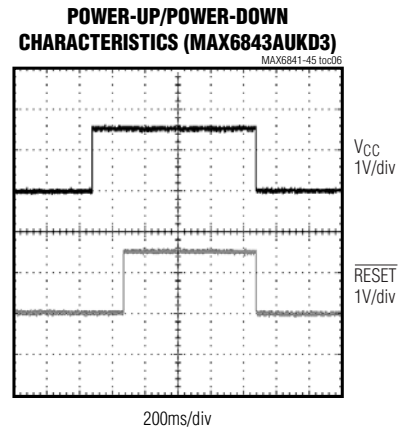 POWER-UP/POWER-DOWN
CHARACTERISTICS (MAX6843AUKD3)
MAX6841-45 toc06
VCC
1V/div
RESET
1V/div
200ms/div